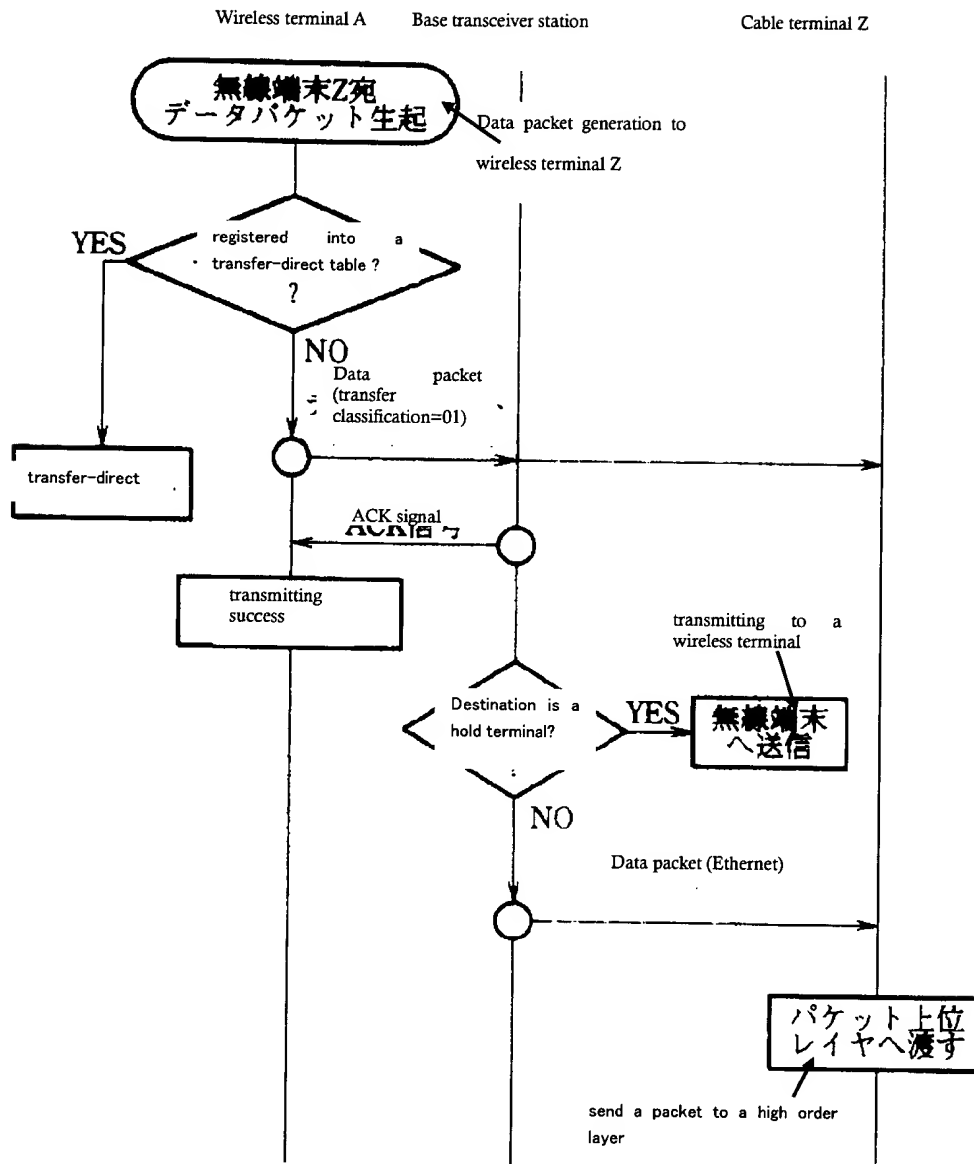 Wireless terminal A
Base transceiver station
Cable terminal Z
無線端末Z宛
データパケット生起
Data packet generation to
wireless terminal Z
YES
registered into a
transfer-direct table ?
?
NO
Data packet
(transfer
classification=01)
transfer-direct
ACK signal
transmitting
success
transmitting to a
wireless terminal
Destination is a
hold terminal?
YES
無線端末
へ送信
NO
Data packet (Ethernet)
パケット上位
レイヤへ渡す
send a packet to a high order
layer